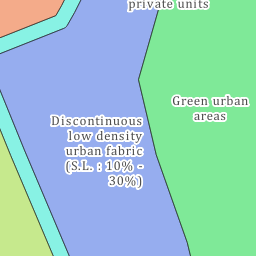 private units
Green urban
areas
Discontinuous
low density
urban fabric
(S.L. : 10% -
30%)